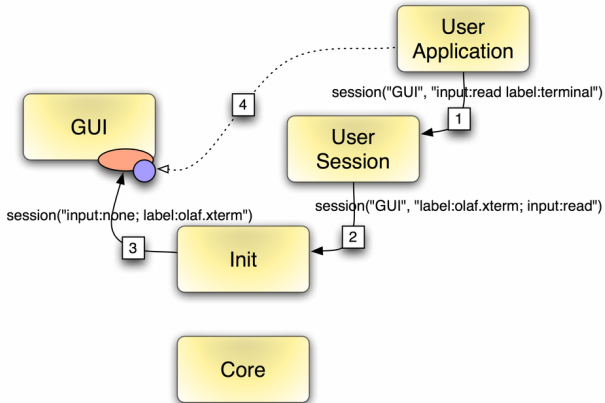 User
Application
session("GUI", "input:read label:terminal")
4
1
GUI
User
Session
session("GUI", "label:olaf.xterm; input:read")
session("input:none; label:olaf.xterm")
2
3
Init
Core